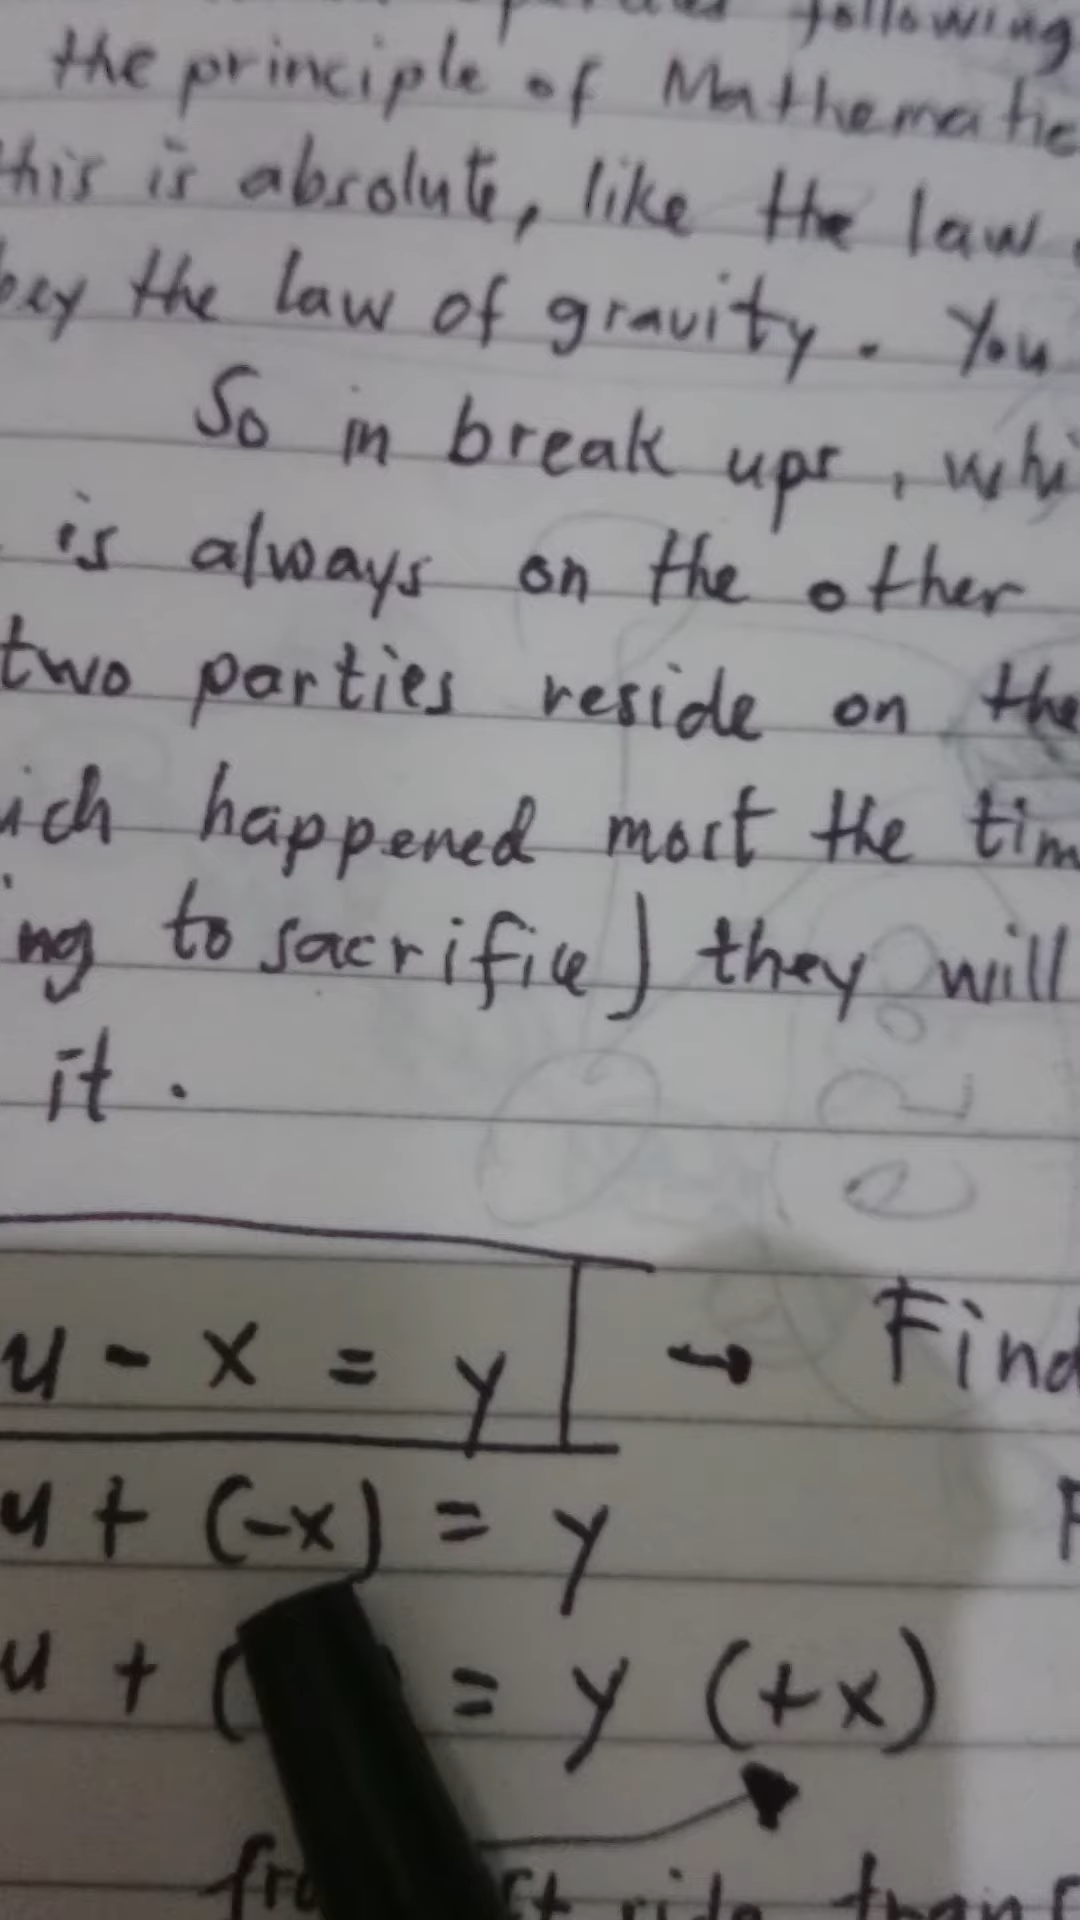 following
the principle of Mathematic
this is absolute, like the law
bey the law of gravity. You
So in break ups, whi
is always on the other
two parties reside on the
ich happened most the tim
ing to sacrifice) they will
it.
u - x = y → Find
u + (-x) = y
u + ( ) = y (+x)